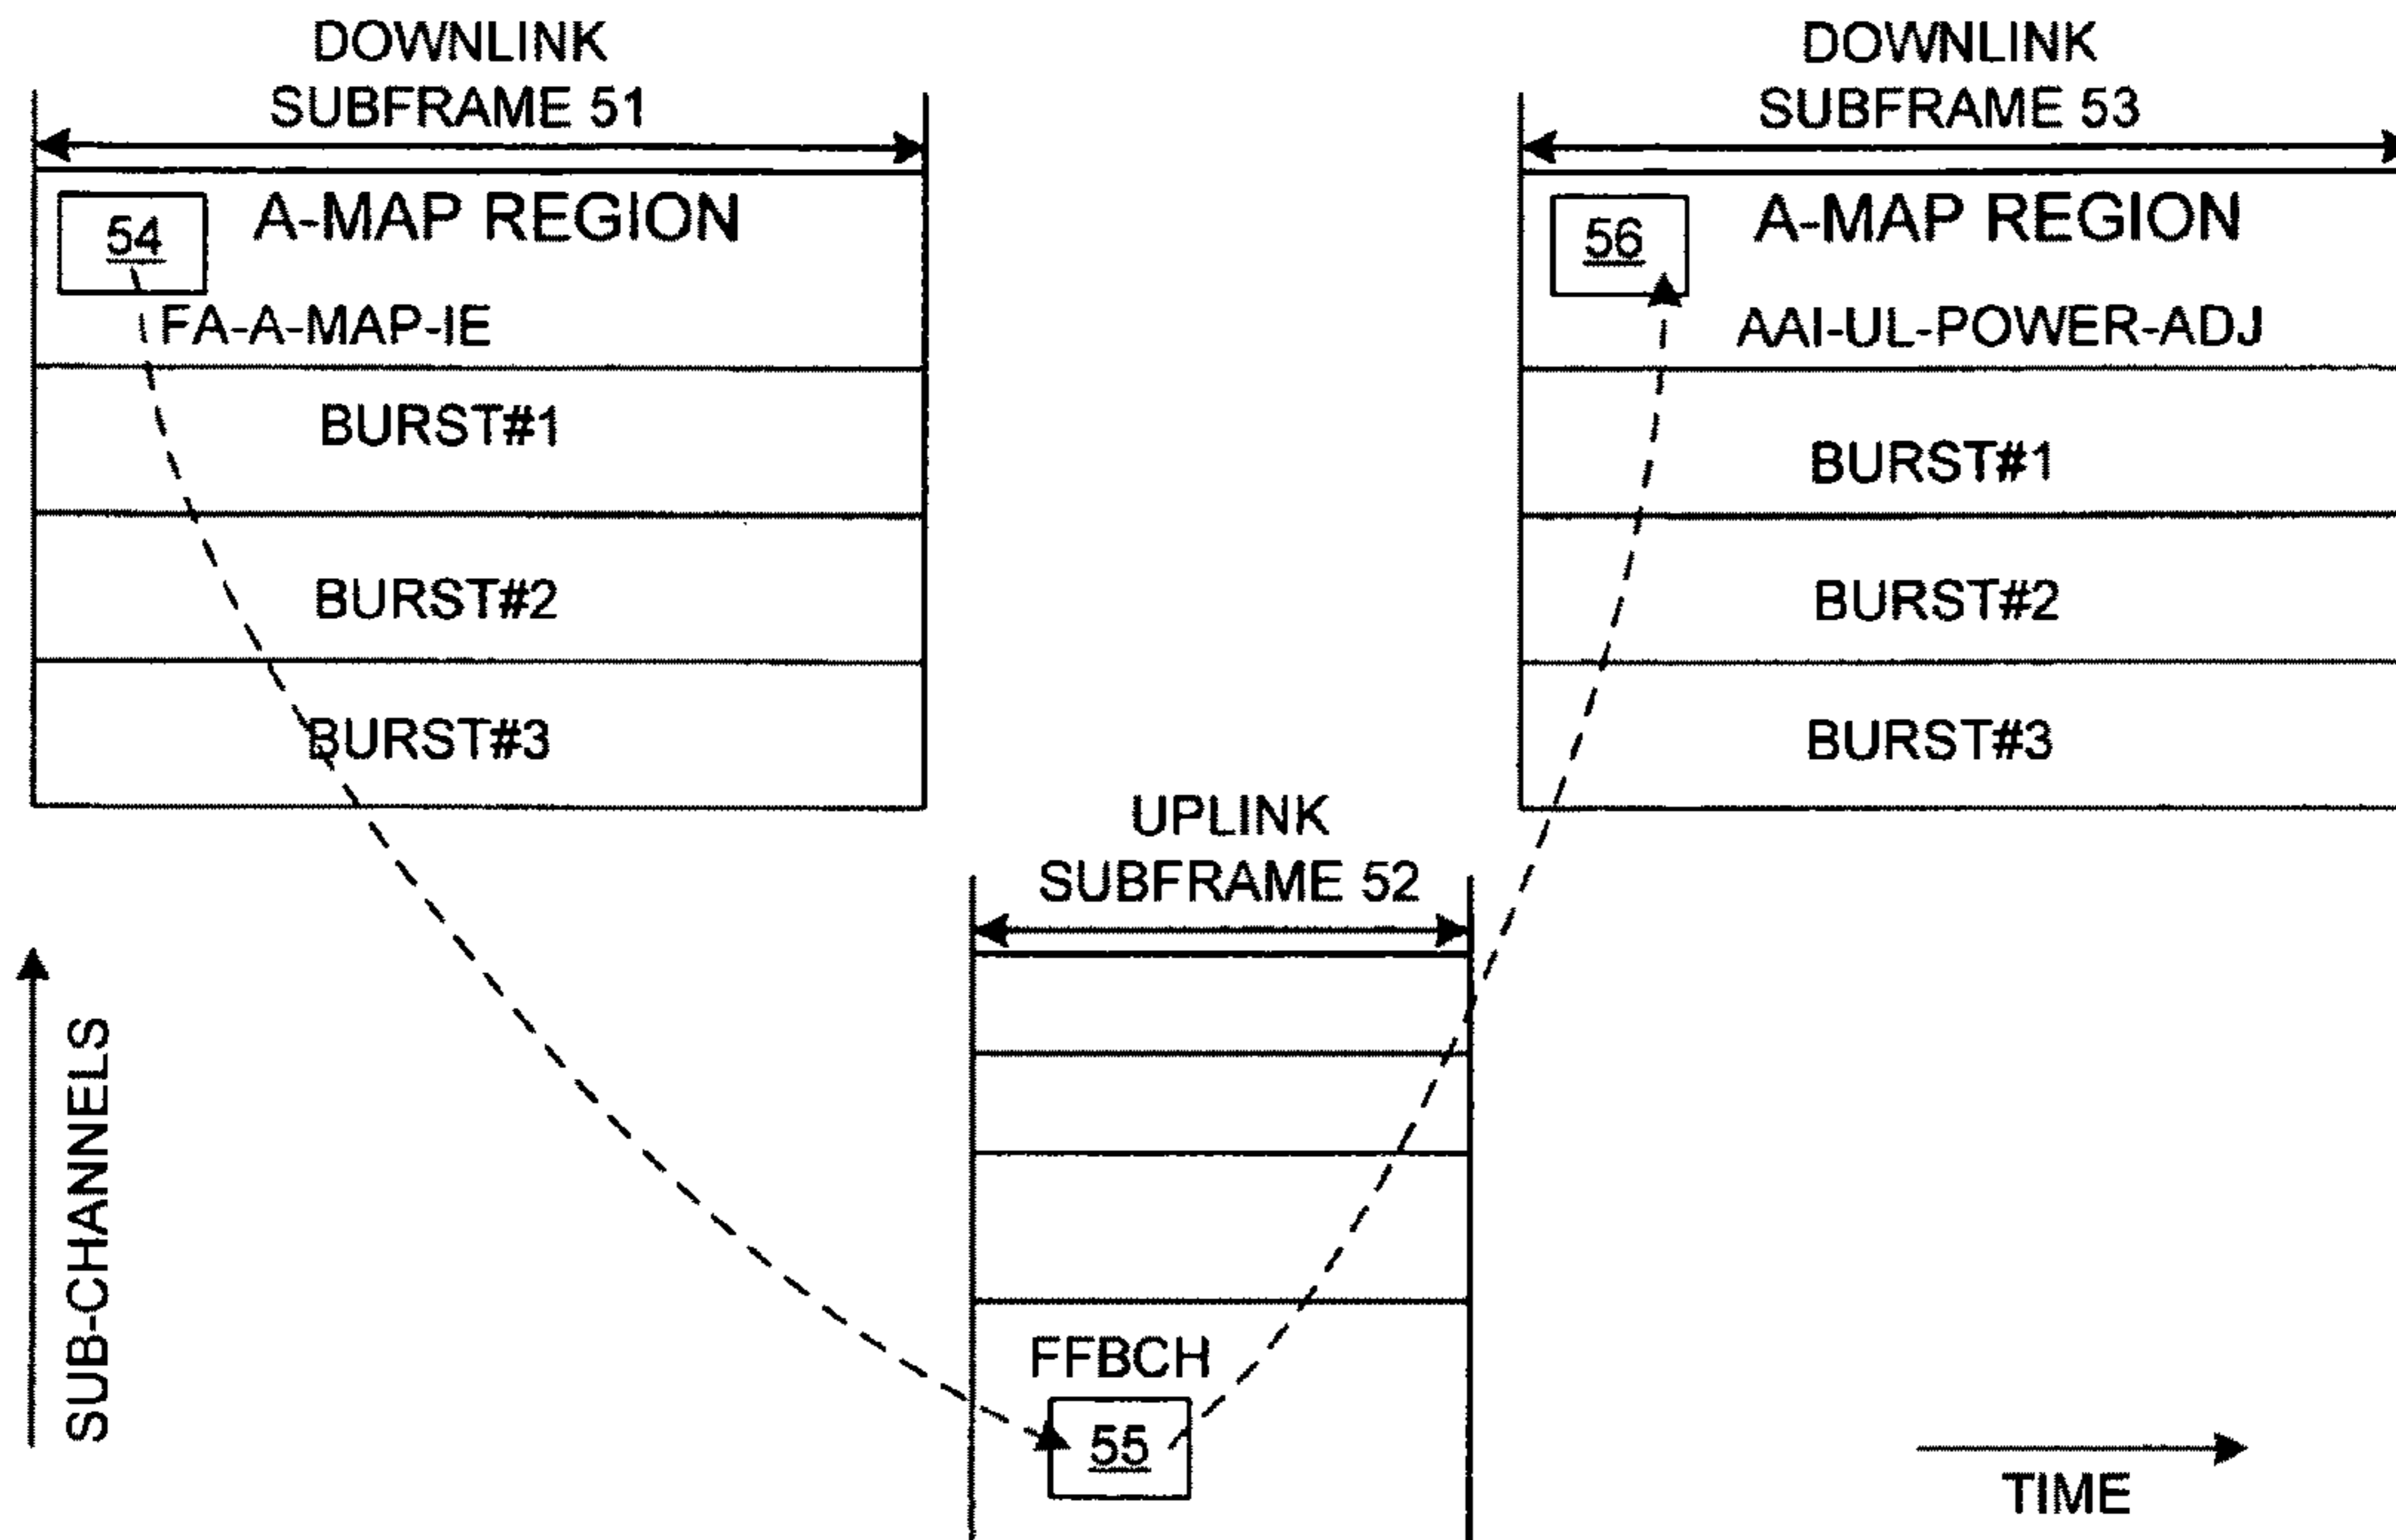 DOWNLINK
SUBFRAME 51
54
A-MAP REGION
FA-A-MAP-IE
BURST#1
BURST#2
BURST#3
DOWNLINK
SUBFRAME 53
56
A-MAP REGION
AAI-UL-POWER-ADJ
BURST#1
BURST#2
BURST#3
UPLINK
SUBFRAME 52
FFBCH
55
SUB-CHANNELS
TIME